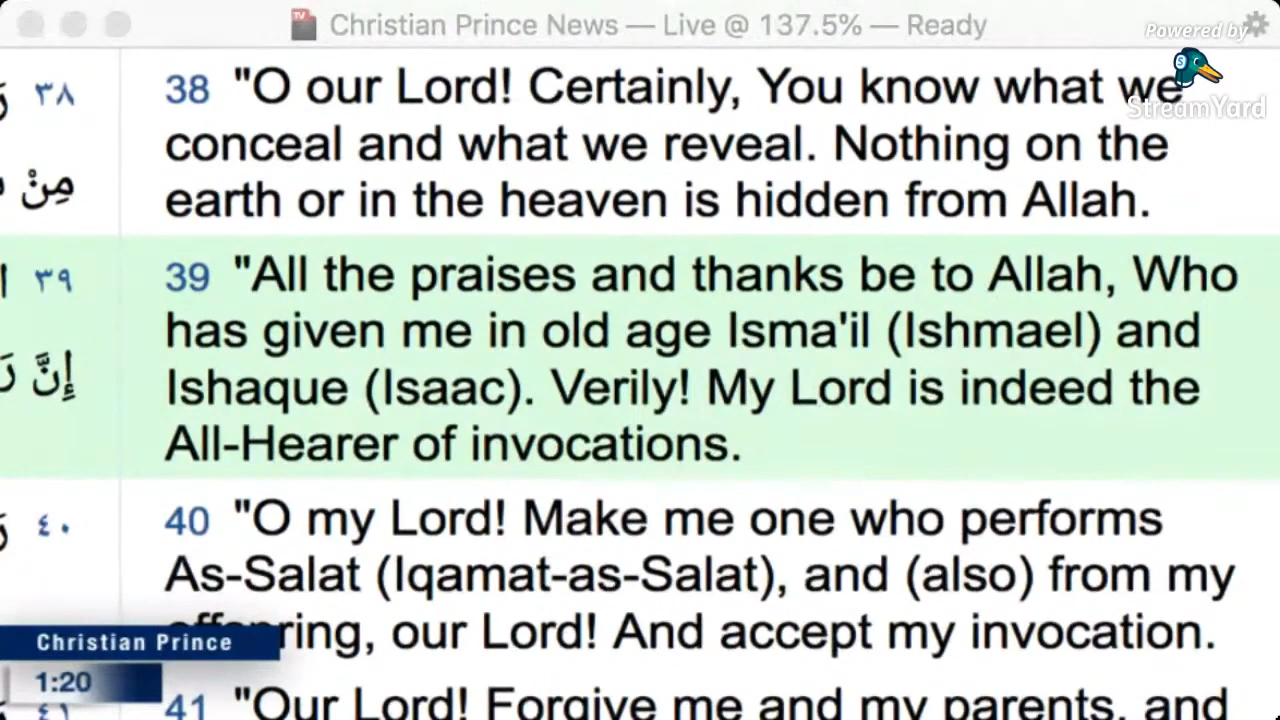 Christian Prince News — Live @ 137.5% — Ready
Powered by
StreamYard
٣٨
38 "O our Lord! Certainly, You know what we
conceal and what we reveal. Nothing on the
مِنْ
earth or in the heaven is hidden from Allah.
٣٩
39 "All the praises and thanks be to Allah, Who
has given me in old age Isma'il (Ishmael) and
إِنَّ
Ishaque (Isaac). Verily! My Lord is indeed the
All-Hearer of invocations.
٤٠
40 "O my Lord! Make me one who performs
As-Salat (Iqamat-as-Salat), and (also) from my
offspring, our Lord! And accept my invocation.
Christian Prince
1:20
٤١
41 "Our Lord! Forgive me and my parents, and